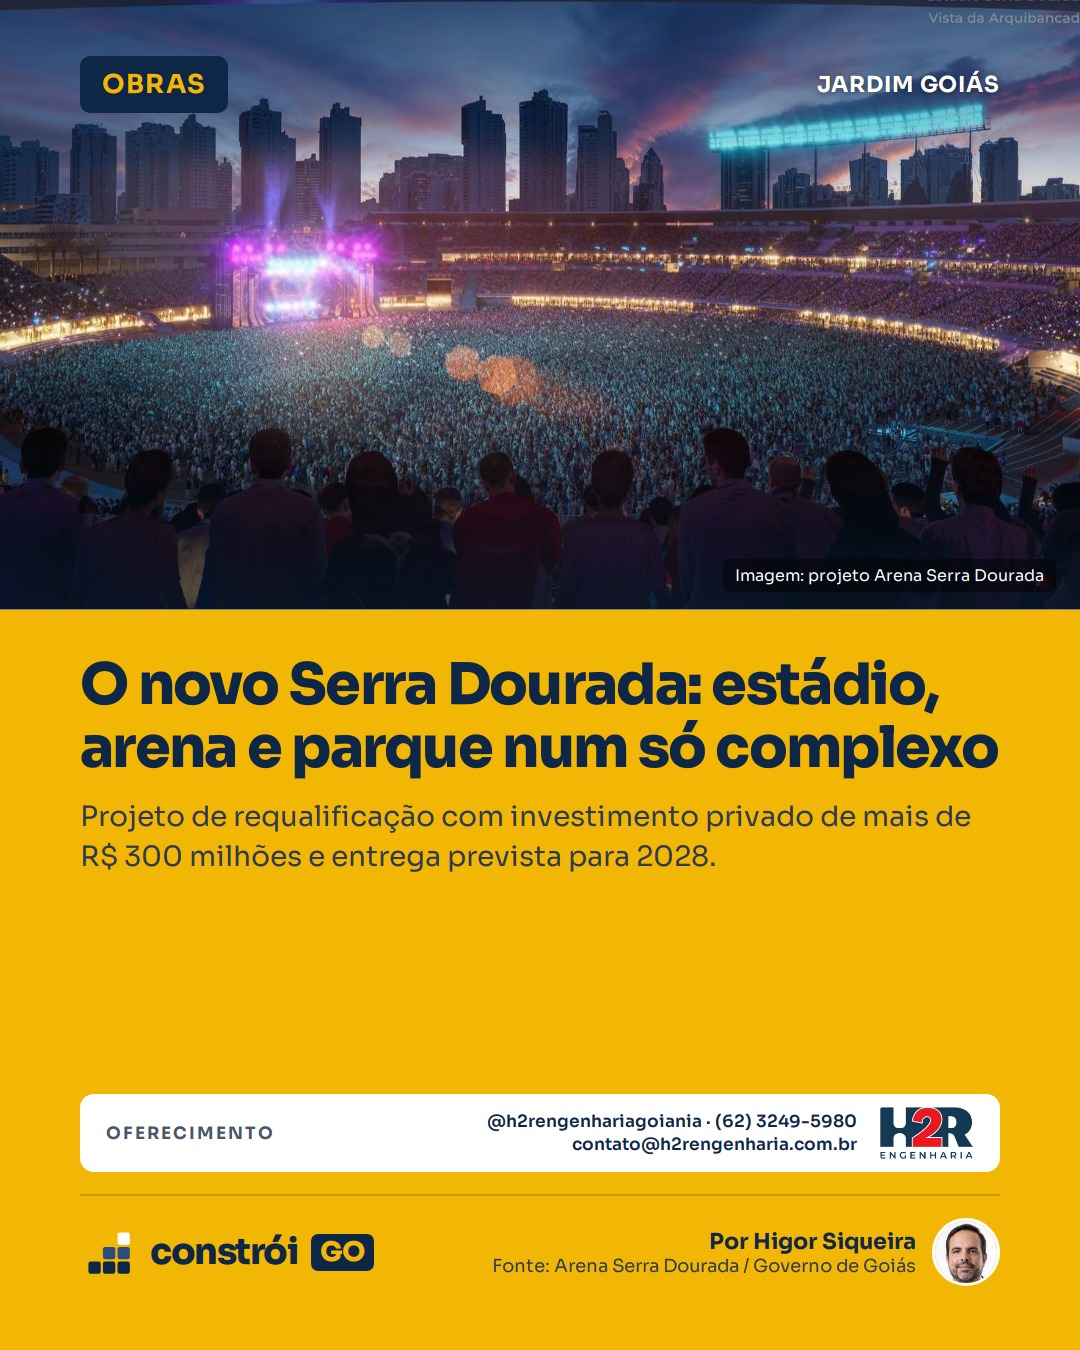 Vista da Arquibancad
OBRAS
JARDIM GOIÁS
Imagem: projeto Arena Serra Dourada
O novo Serra Dourada: estádio,
arena e parque num só complexo
Projeto de requalificação com investimento privado de mais de
R$ 300 milhões e entrega prevista para 2028.
OFERECIMENTO
@h2rengenhariagoiania · (62) 3249-5980
contato@h2rengenharia.com.br
H2R
ENGENHARIA
constrói GO
Por Higor Siqueira
Fonte: Arena Serra Dourada / Governo de Goiás